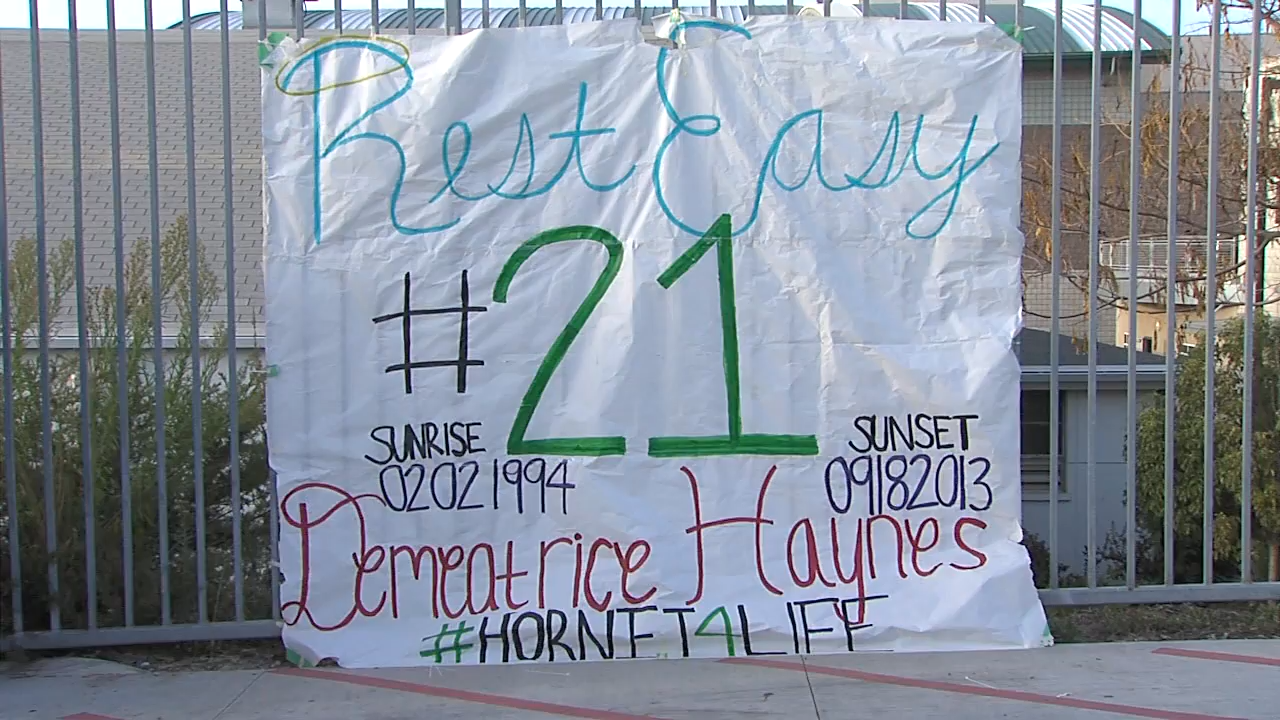 Rest Easy
#21
SUNRISE SUNSET
02021994 09182013
Demeatrice Haynes
#HORNET4LIFE